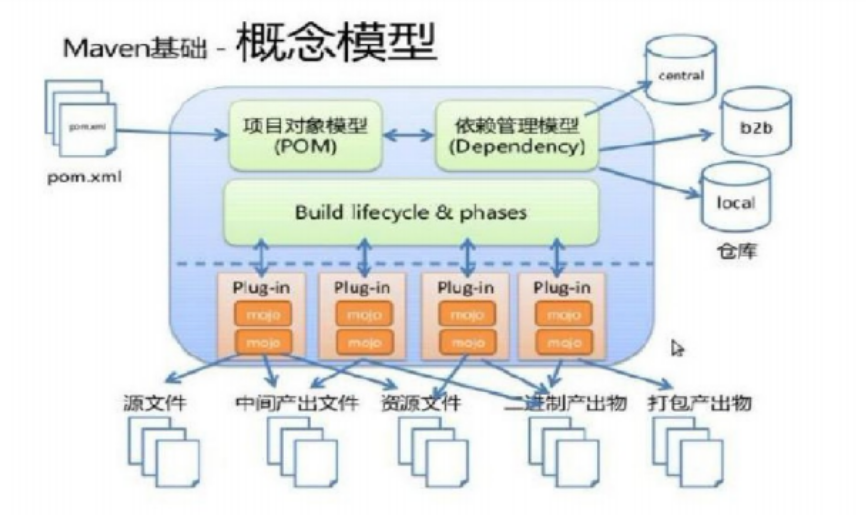 Maven基础 - 概念模型
pom.xml
pom.xml
项目对象模型
(POM)
依赖管理模型
(Dependency)
central
b2b
local
仓库
Build lifecycle & phases
Plug-in
mojo
mojo
Plug-in
mojo
mojo
Plug-in
mojo
mojo
Plug-in
mojo
mojo
源文件
中间产出文件
资源文件
二进制产出物
打包产出物